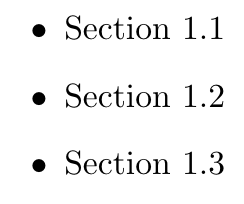 • Section 1.1
• Section 1.2
• Section 1.3